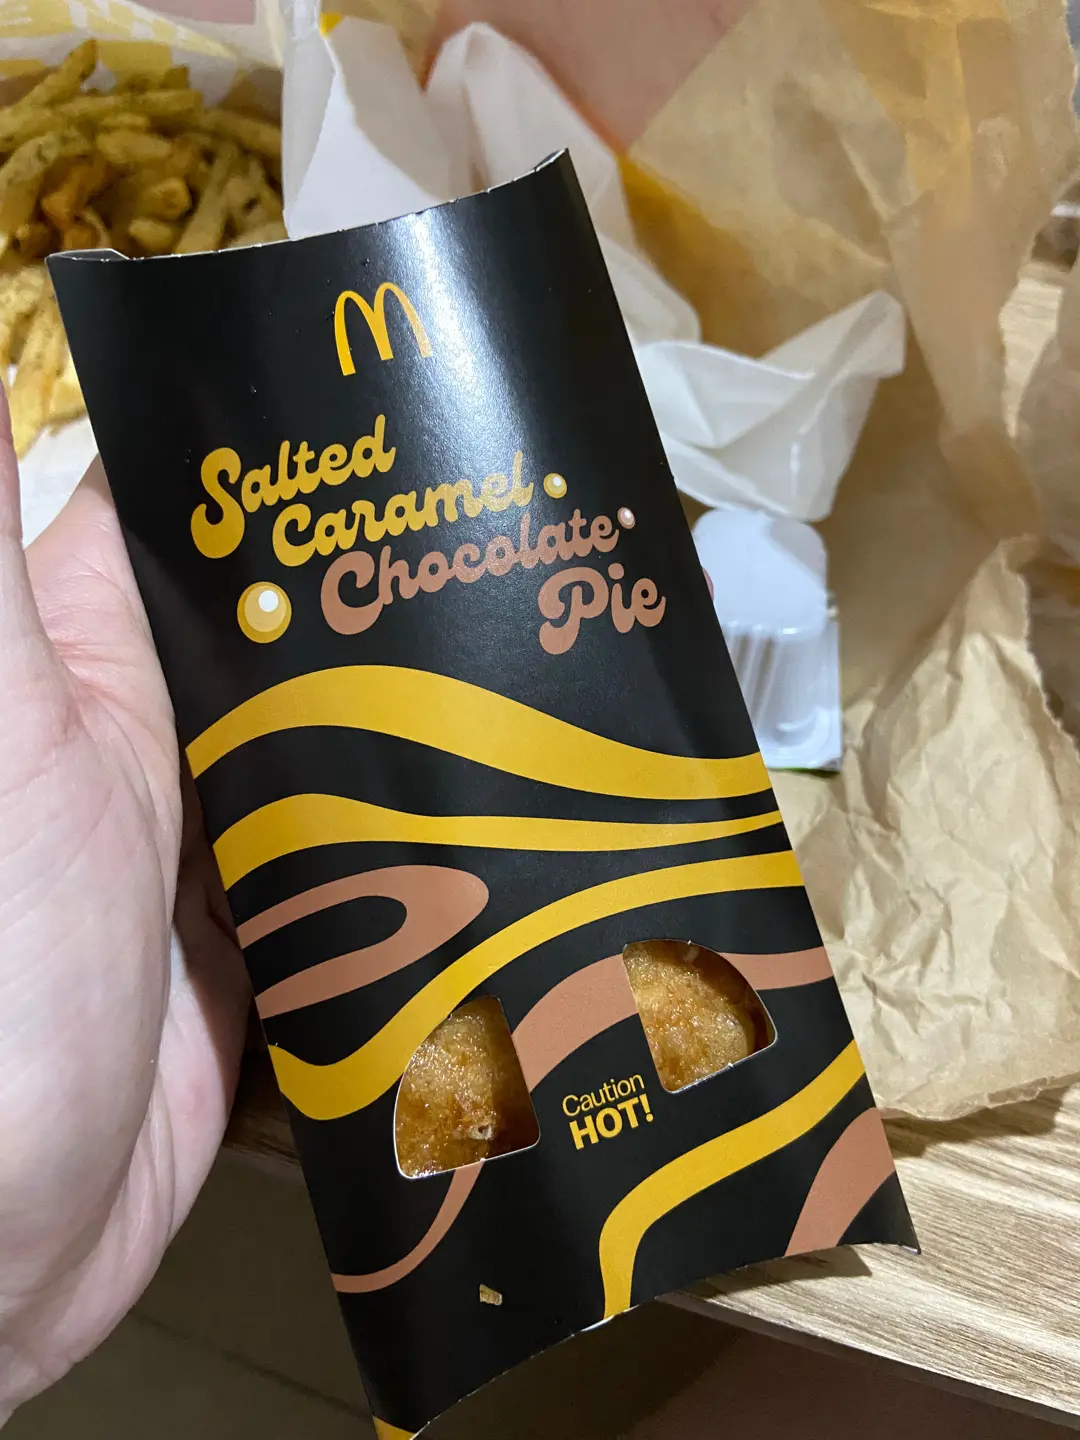 Salted
Caramel
Chocolate
Pie
Caution
HOT!